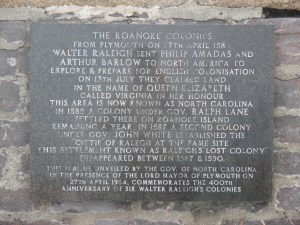 THE ROANOKE COLONIES
FROM PLYMOUTH ON 27TH APRIL 158
WALTER RALEIGH SENT PHILIP AMADAS AND
ARTHUR BARLOW TO NORTH AMERICA TO
EXPLORE & PREPARE FOR ENGLISH COLONISATION
ON 13TH JULY THEY CLAIMED LAND
IN THE NAME OF QUEEN ELIZABETH
CALLED VIRGINIA IN HER HONOUR
THIS AREA IS NOW KNOWN AS NORTH CAROLINA
IN 1585 A COLONY UNDER GOV. RALPH LANE
SETTLED THERE ON ROANOKE ISLAND
REMAINING A YEAR. IN 1587 A SECOND COLONY
UNDER GOV. JOHN WHITE ESTABLISHED THE
CITTIE OF RALEGH AT THE SAME SITE
THIS SETTLEMENT KNOWN AS RALEIGH'S LOST COLONY
DISAPPEARED BETWEEN 1587 & 1590.
THIS PLAQUE UNVEILED BY THE GOV. OF NORTH CAROLINA
IN THE PRESENCE OF THE LORD MAYOR OF PLYMOUTH ON
27TH APRIL 1984, COMMEMORATES THE 400TH
ANNIVERSARY OF SIR WALTER RALEIGH'S COLONIES